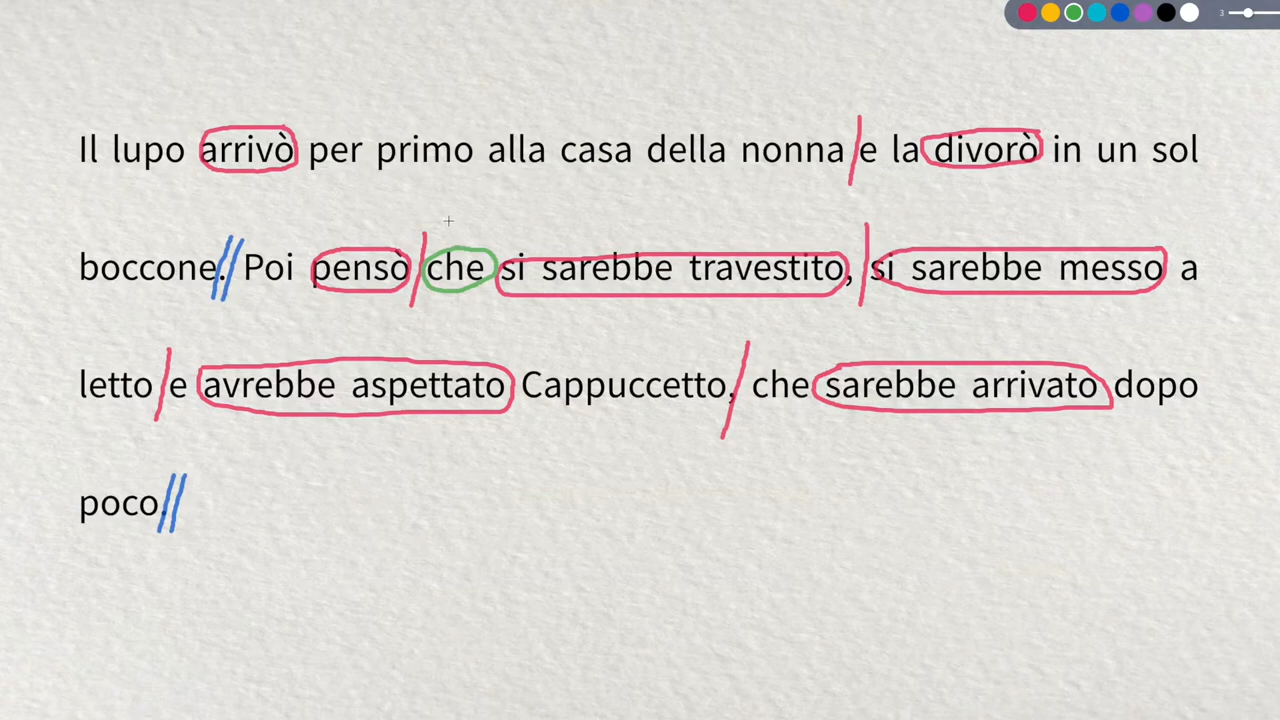 3
Il lupo arrivò per primo alla casa della nonna e la divorò in un sol
boccone. Poi pensò che si sarebbe travestito, si sarebbe messo a
letto e avrebbe aspettato Cappuccetto, che sarebbe arrivato dopo
poco.